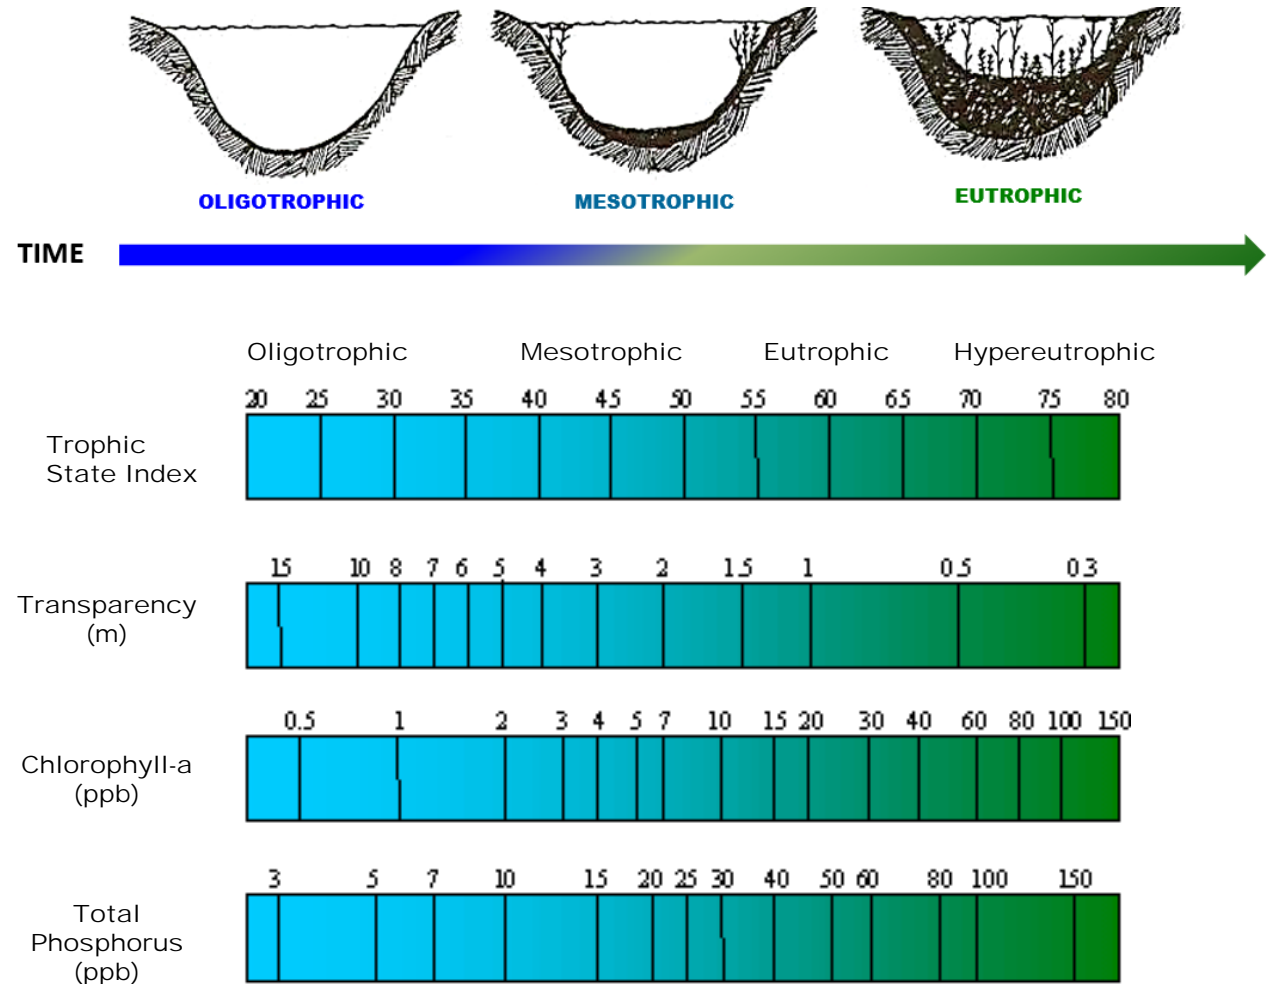 OLIGOTROPHIC MESOTROPHIC EUTROPHIC
TIME
Oligotrophic Mesotrophic Eutrophic Hypereutrophic
20 25 30 35 40 45 50 55 60 65 70 75 80
Trophic
State Index
15 10 8 7 6 5 4 3 2 1.5 1 0.5 0.3
Transparency
(m)
0.5 1 2 3 4 5 7 10 15 20 30 40 60 80 100 150
Chlorophyll-a
(ppb)
3 5 7 10 15 20 25 30 40 50 60 80 100 150
Total
Phosphorus
(ppb)